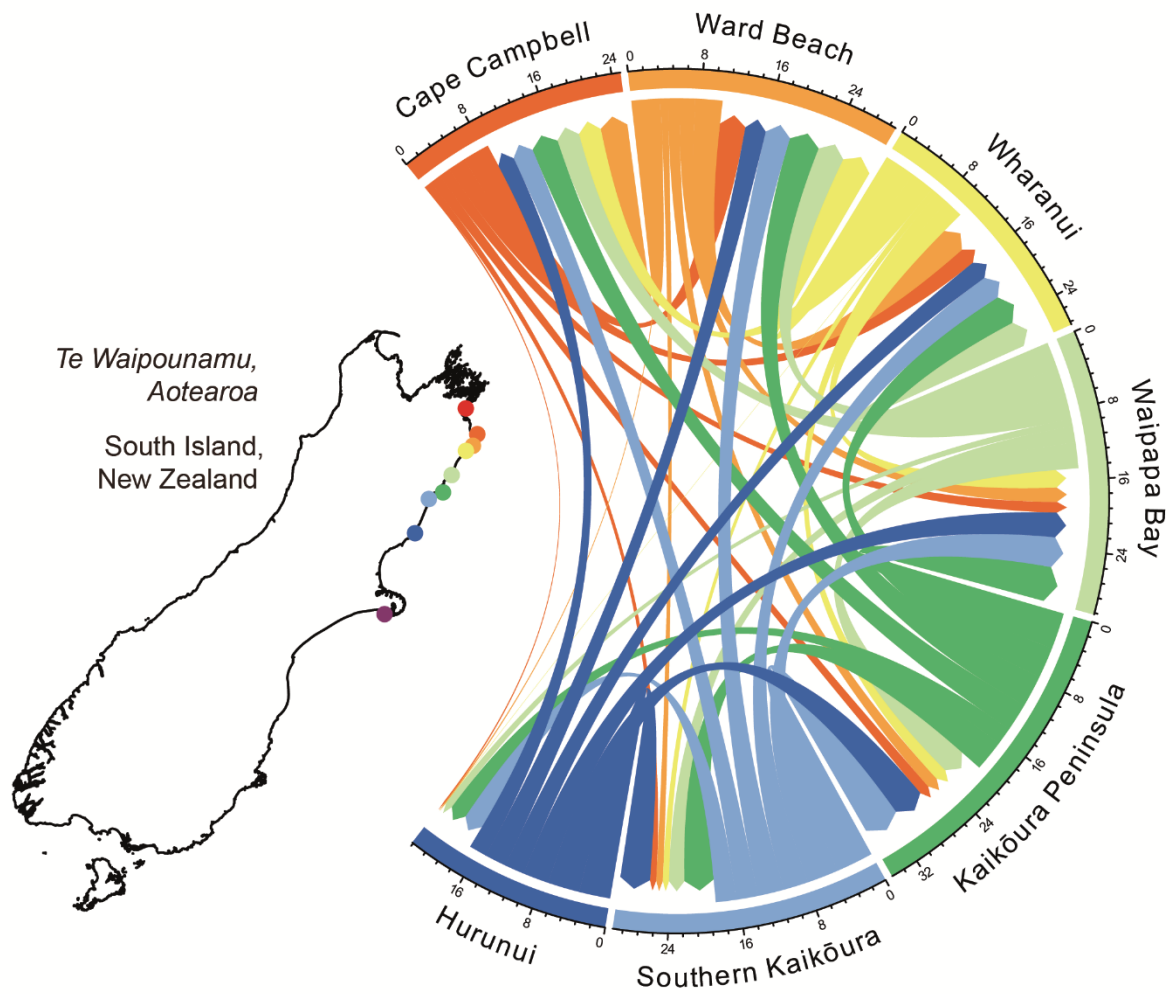 Te Waipounamu,
Aotearoa
South Island,
New Zealand
Cape Campbell
0 8 16 24
Ward Beach
0 8 16 24
Wharanui
0 8 16 24
Waipapa Bay
0 8 16 24
Kaikōura Peninsula
0 8 16 24 32
Southern Kaikōura
0 8 16 24
Hurunui
0 8 16